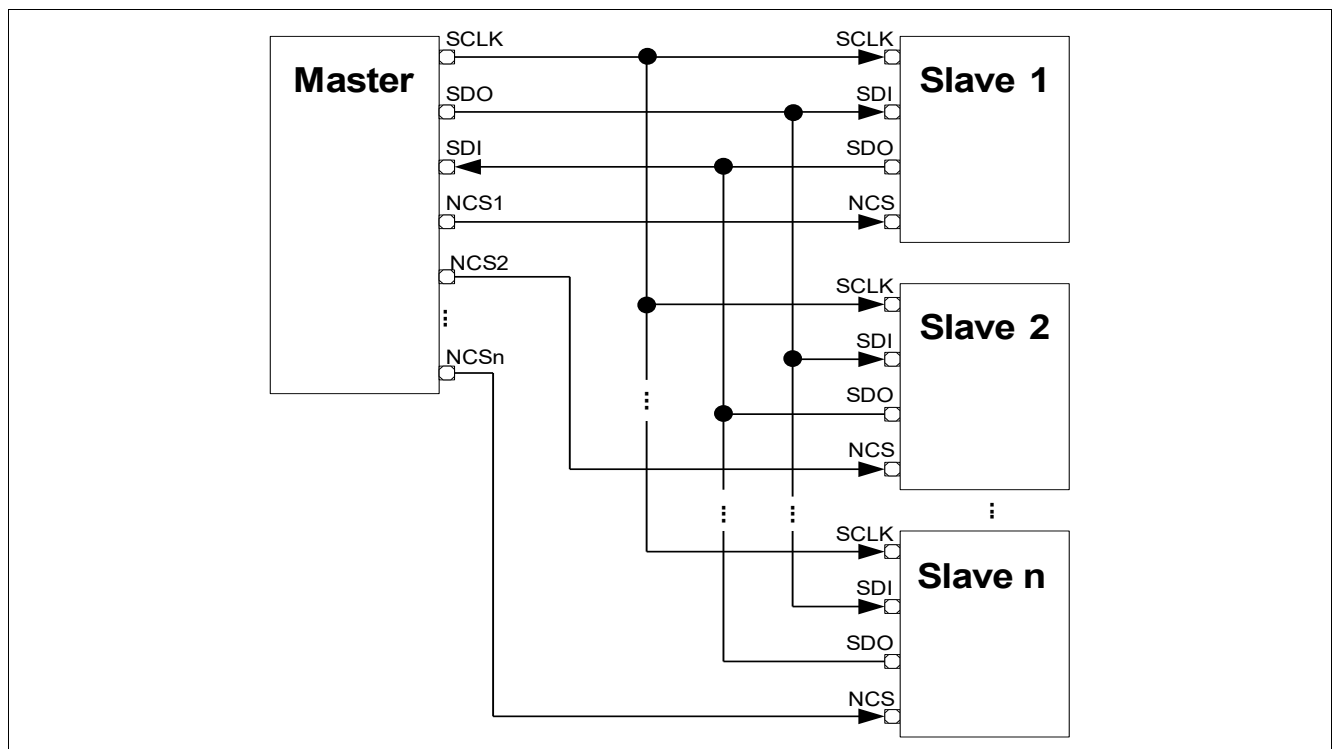 Master
SCLK
SDO
SDI
NCS1
NCS2
...
NCSn
SCLK
SDI
SDO
NCS
Slave 1
SCLK
SDI
SDO
NCS
Slave 2
...
...
...
...
SCLK
SDI
SDO
NCS
Slave n